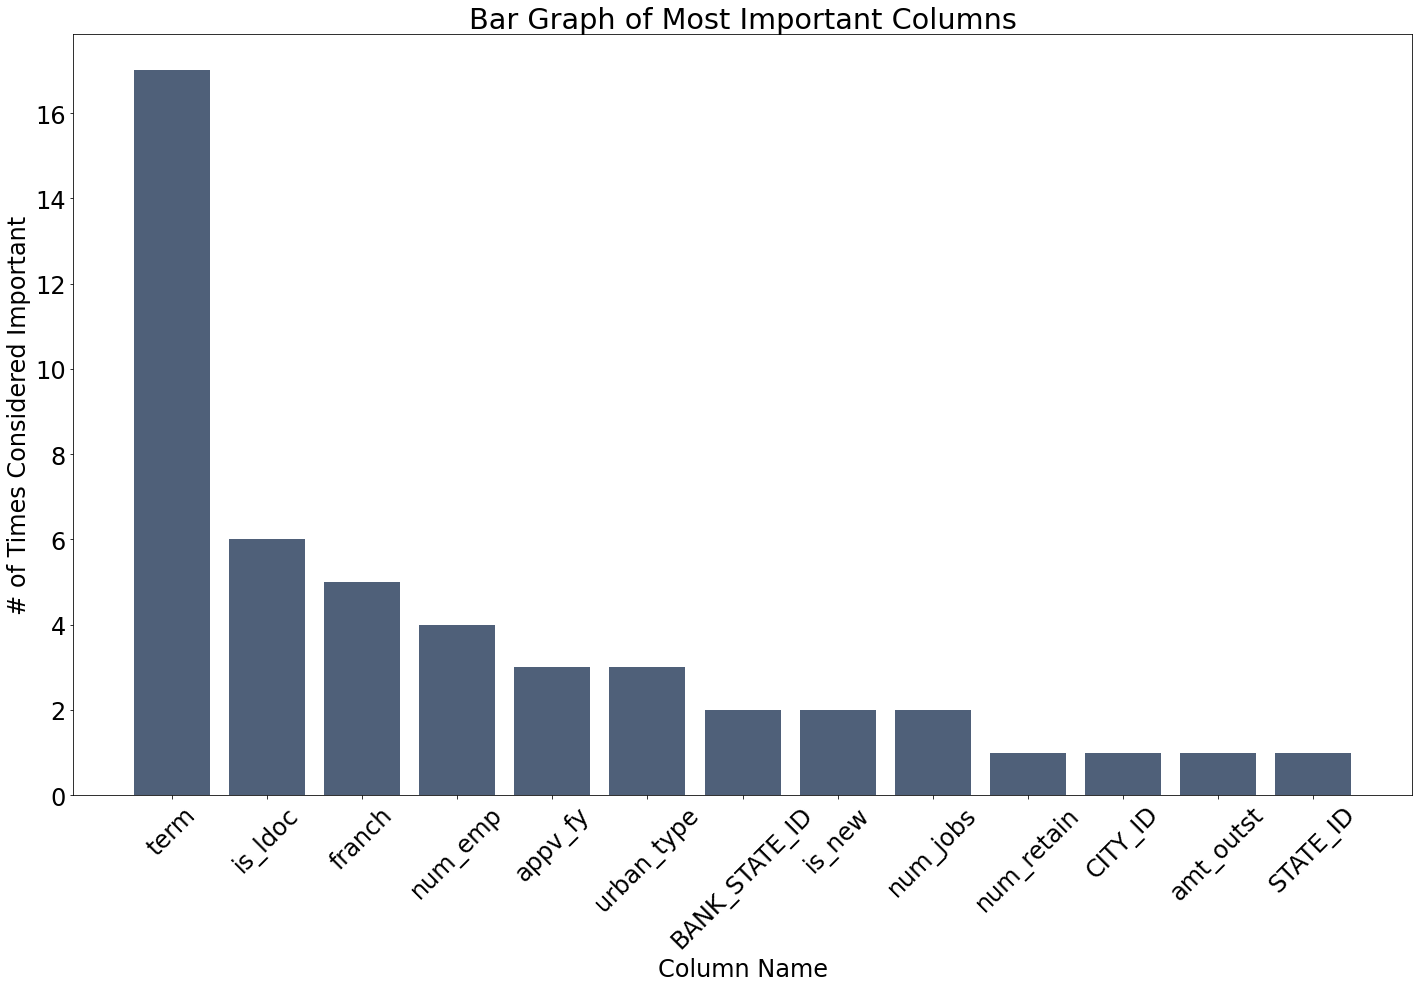 Bar Graph of Most Important Columns
# of Times Considered Important
16
14
12
10
8
6
4
2
0
term
is_ldoc
franch
num_emp
appv_fy
urban_type
BANK_STATE_ID
is_new
num_jobs
num_retain
CITY_ID
amt_outst
STATE_ID
Column Name